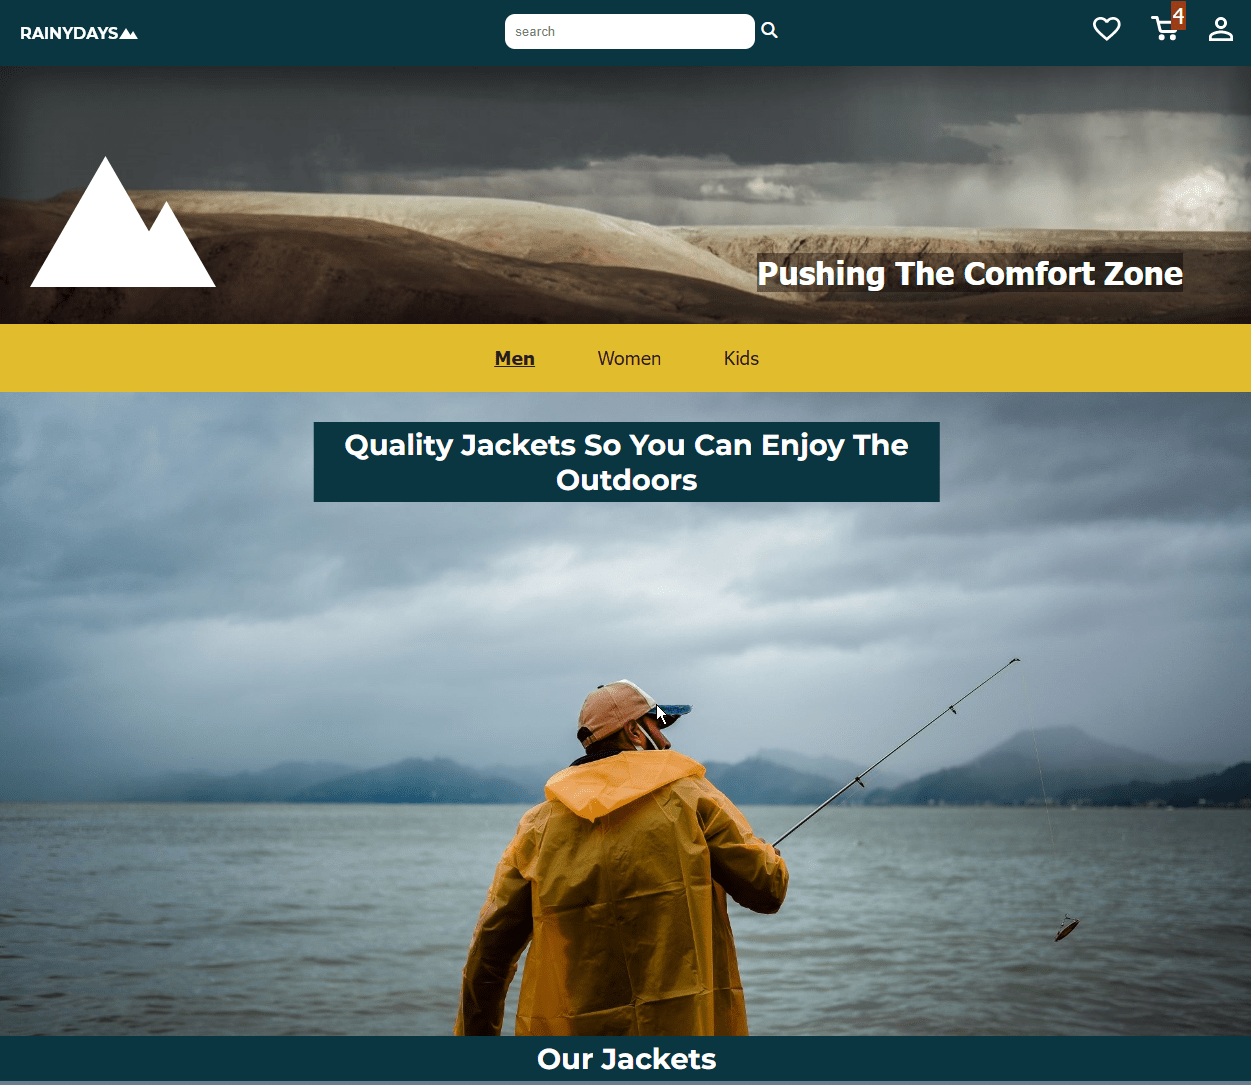 RAINYDAYS
search
4
Pushing The Comfort Zone
Men
Women
Kids
Quality Jackets So You Can Enjoy The
Outdoors
Our Jackets